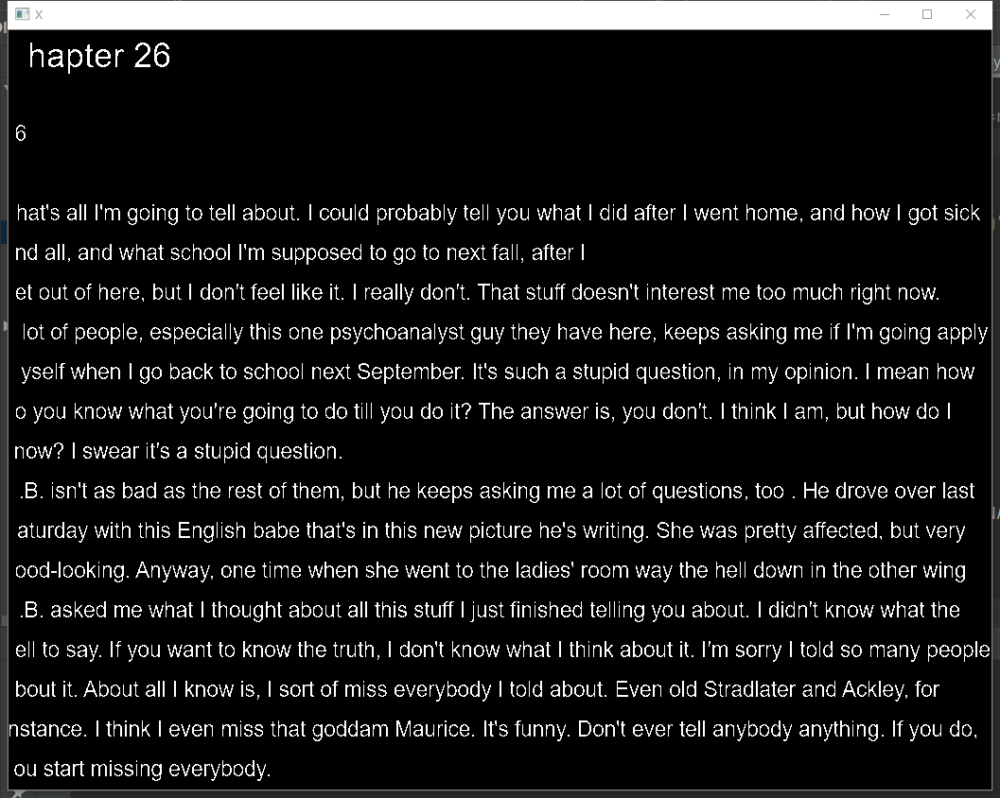 X
hapter 26
6
hat's all I'm going to tell about. I could probably tell you what I did after I went home, and how I got sick
nd all, and what school I'm supposed to go to next fall, after I
et out of here, but I don't feel like it. I really don't. That stuff doesn't interest me too much right now.
lot of people, especially this one psychoanalyst guy they have here, keeps asking me if I'm going apply
yself when I go back to school next September. It's such a stupid question, in my opinion. I mean how
o you know what you're going to do till you do it? The answer is, you don't. I think I am, but how do I
now? I swear it's a stupid question.
.B. isn't as bad as the rest of them, but he keeps asking me a lot of questions, too . He drove over last
aturday with this English babe that's in this new picture he's writing. She was pretty affected, but very
ood-looking. Anyway, one time when she went to the ladies' room way the hell down in the other wing
.B. asked me what I thought about all this stuff I just finished telling you about. I didn't know what the
ell to say. If you want to know the truth, I don't know what I think about it. I'm sorry I told so many people
bout it. About all I know is, I sort of miss everybody I told about. Even old Stradlater and Ackley, for
nstance. I think I even miss that goddam Maurice. It's funny. Don't ever tell anybody anything. If you do,
ou start missing everybody.